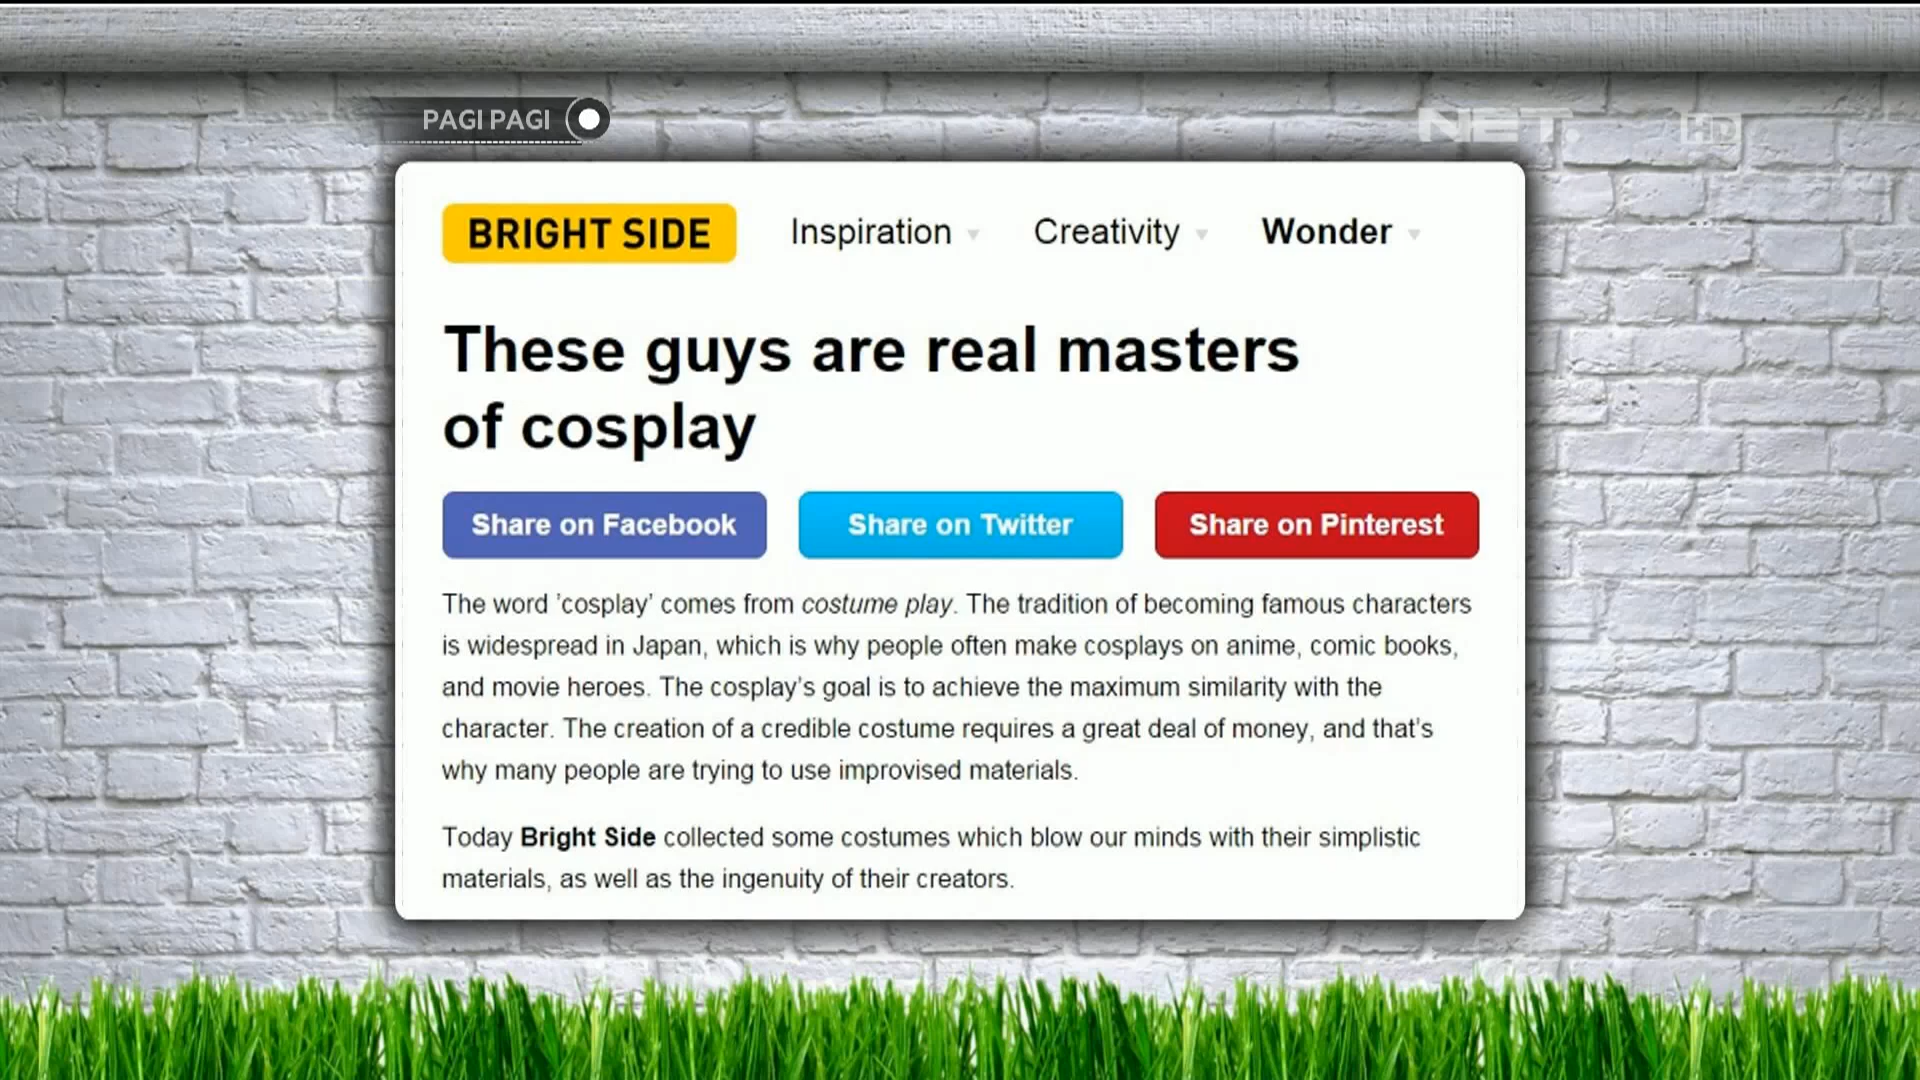 PAGI PAGI
NET.
HD
BRIGHT SIDE Inspiration Creativity Wonder
These guys are real masters
of cosplay
Share on Facebook Share on Twitter Share on Pinterest
The word 'cosplay' comes from costume play. The tradition of becoming famous characters
is widespread in Japan, which is why people often make cosplays on anime, comic books,
and movie heroes. The cosplay's goal is to achieve the maximum similarity with the
character. The creation of a credible costume requires a great deal of money, and that's
why many people are trying to use improvised materials.
Today Bright Side collected some costumes which blow our minds with their simplistic
materials, as well as the ingenuity of their creators.